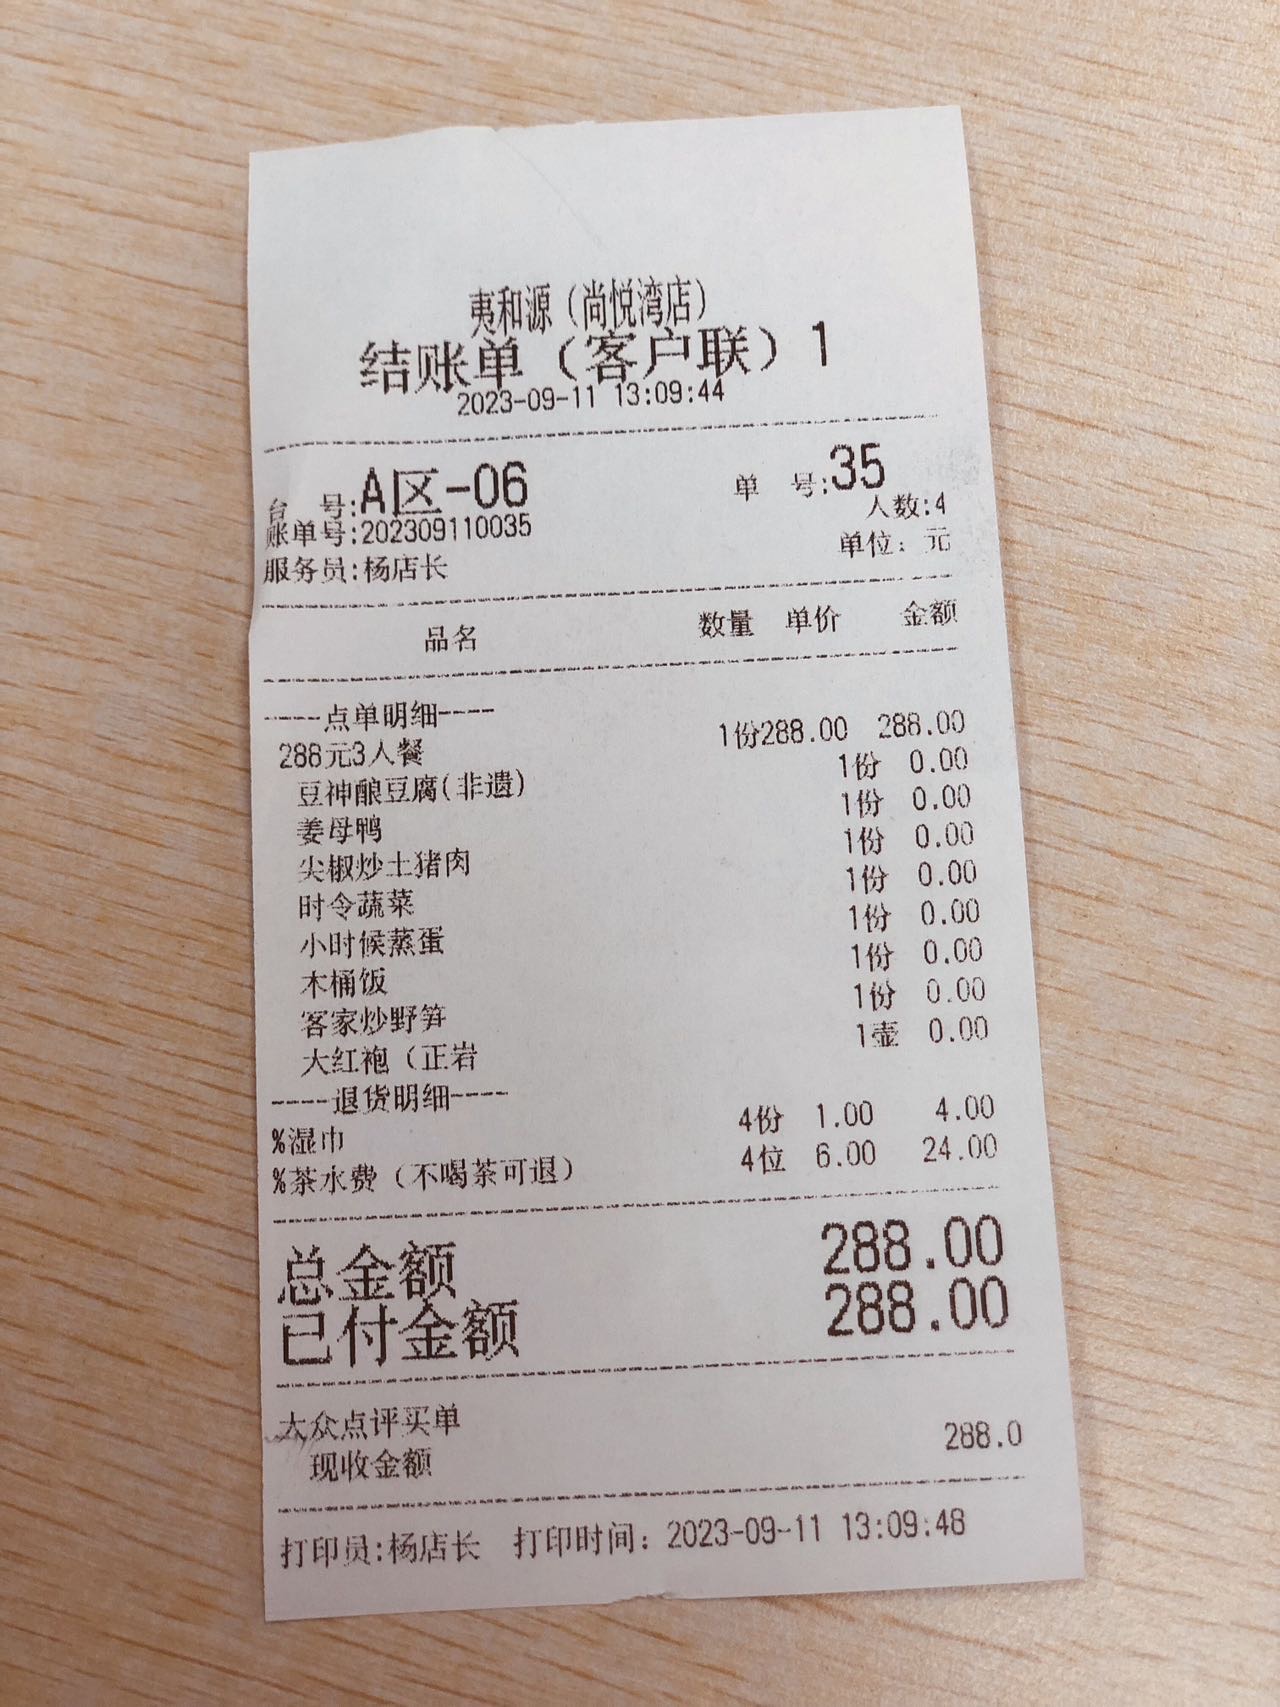 夷和源（尚悦湾店）
结账单（客户联）1
2023-09-11 13:09:44
台 号:A区-06 单 号:35
账单号:202309110035 人数:4
服务员:杨店长 单位：元
品名 数量 单价 金额
----点单明细----
288元3人餐 1份288.00 288.00
豆神酿豆腐(非遗) 1份 0.00
姜母鸭 1份 0.00
尖椒炒土猪肉 1份 0.00
时令蔬菜 1份 0.00
小时候蒸蛋 1份 0.00
木桶饭 1份 0.00
客家炒野笋 1份 0.00
大红袍（正岩 1壶 0.00
----退货明细----
%湿巾 4份 1.00 4.00
%茶水费（不喝茶可退） 4位 6.00 24.00
总金额 288.00
已付金额 288.00
大众点评买单
现收金额 288.0
打印员:杨店长 打印时间：2023-09-11 13:09:48